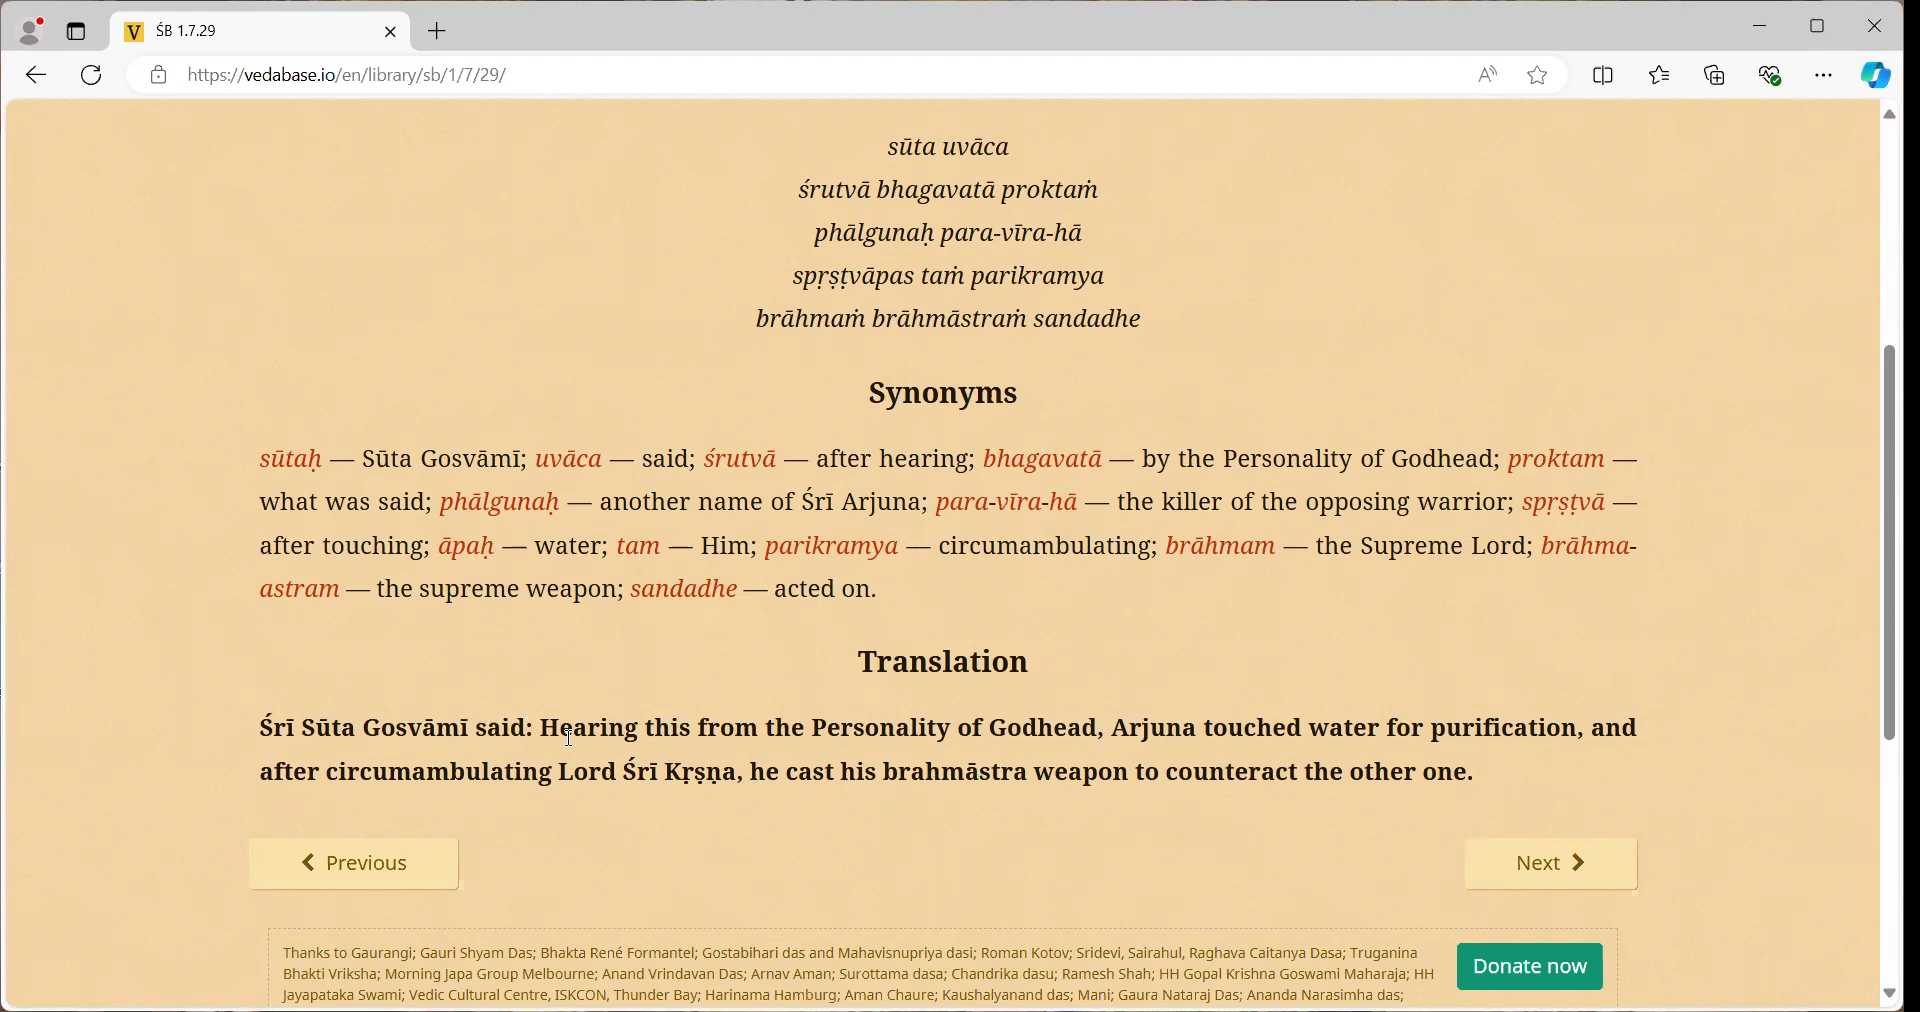 ŚB 1.7.29
https://vedabase.io/en/library/sb/1/7/29/
sūta uvāca
śrutvā bhagavatā proktaṁ
phālgunaḥ para-vīra-hā
spṛṣṭvāpas taṁ parikramya
brāhmaṁ brāhmāstraṁ sandadhe
Synonyms
sūtaḥ — Sūta Gosvāmī; uvāca — said; śrutvā — after hearing; bhagavatā — by the Personality of Godhead; proktam —
what was said; phālgunaḥ — another name of Śrī Arjuna; para-vīra-hā — the killer of the opposing warrior; spṛṣṭvā —
after touching; āpaḥ — water; tam — Him; parikramya — circumambulating; brāhmam — the Supreme Lord; brāhma-
astram — the supreme weapon; sandadhe — acted on.
Translation
Śrī Sūta Gosvāmī said: Hearing this from the Personality of Godhead, Arjuna touched water for purification, and
after circumambulating Lord Śrī Kṛṣṇa, he cast his brahmāstra weapon to counteract the other one.
Previous
Next
Thanks to Gaurangi; Gauri Shyam Das; Bhakta René Formantel; Gostabihari das and Mahavisnupriya dasi; Roman Kotov; Sridevi, Sairahul, Raghava Caitanya Dasa; Truganina
Bhakti Vriksha; Morning Japa Group Melbourne; Anand Vrindavan Das; Arnav Aman; Surottama dasa; Chandrika dasu; Ramesh Shah; HH Gopal Krishna Goswami Maharaja; HH
Jayapataka Swami; Vedic Cultural Centre, ISKCON, Thunder Bay; Harinama Hamburg; Aman Chaure; Kaushalyanand das; Mani; Gaura Nataraj Das; Ananda Narasimha das;
Donate now